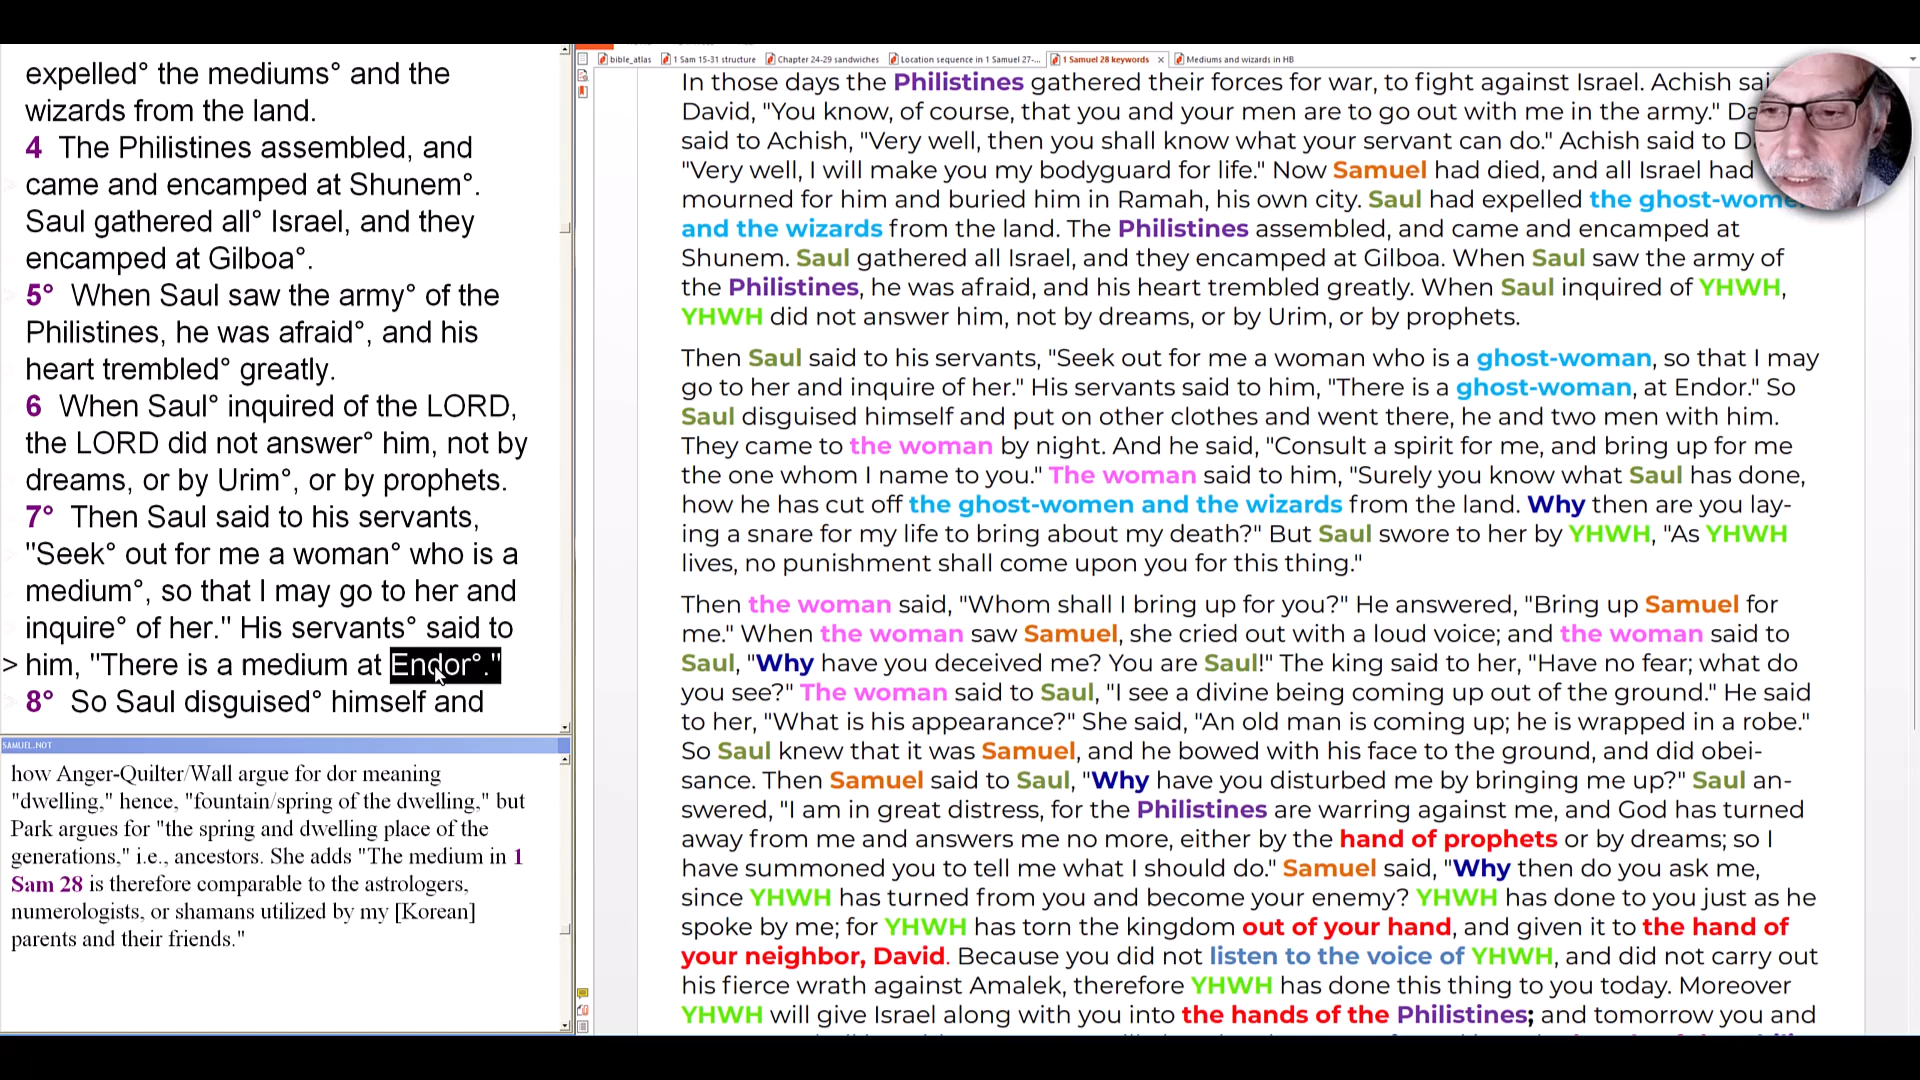 expelled° the mediums° and the
wizards from the land.
4 The Philistines assembled, and
came and encamped at Shunem°.
Saul gathered all° Israel, and they
encamped at Gilboa°.
5° When Saul saw the army° of the
Philistines, he was afraid°, and his
heart trembled° greatly.
6 When Saul° inquired of the LORD,
the LORD did not answer° him, not by
dreams, or by Urim°, or by prophets.
7° Then Saul said to his servants,
"Seek° out for me a woman° who is a
medium°, so that I may go to her and
inquire° of her." His servants° said to
> him, "There is a medium at Endor°."
8° So Saul disguised° himself and
SAMUEL.NOT
how Anger-Quilter/Wall argue for dor meaning
"dwelling," hence, "fountain/spring of the dwelling," but
Park argues for "the spring and dwelling place of the
generations," i.e., ancestors. She adds "The medium in 1
Sam 28 is therefore comparable to the astrologers,
numerologists, or shamans utilized by my [Korean]
parents and their friends."
bible_atlas
1 Sam 15-31 structure
Chapter 24-29 sandwiches
Location sequence in 1 Samuel 27-...
1 Samuel 28 keywords ×
Mediums and wizards in HB
In those days the Philistines gathered their forces for war, to fight against Israel. Achish
David, "You know, of course, that you and your men are to go out with me in the army."
said to Achish, "Very well, then you shall know what your servant can do." Achish said to
"Very well, I will make you my bodyguard for life." Now Samuel had died, and all Israel had
mourned for him and buried him in Ramah, his own city. Saul had expelled the
and the wizards from the land. The Philistines assembled, and came and encamped at
Shunem. Saul gathered all Israel, and they encamped at Gilboa. When Saul saw the army of
the Philistines, he was afraid, and his heart trembled greatly. When Saul inquired of YHWH,
YHWH did not answer him, not by dreams, or by Urim, or by prophets.
Then Saul said to his servants, "Seek out for me a woman who is a ghost-woman, so that I may
go to her and inquire of her." His servants said to him, "There is a ghost-woman, at Endor." So
Saul disguised himself and put on other clothes and went there, he and two men with him.
They came to the woman by night. And he said, "Consult a spirit for me, and bring up for me
the one whom I name to you." The woman said to him, "Surely you know what Saul has done,
how he has cut off the ghost-women and the wizards from the land. Why then are you lay-
ing a snare for my life to bring about my death?" But Saul swore to her by YHWH, "As YHWH
lives, no punishment shall come upon you for this thing."
Then the woman said, "Whom shall I bring up for you?" He answered, "Bring up Samuel for
me." When the woman saw Samuel, she cried out with a loud voice; and the woman said to
Saul, "Why have you deceived me? You are Saul!" The king said to her, "Have no fear; what do
you see?" The woman said to Saul, "I see a divine being coming up out of the ground." He said
to her, "What is his appearance?" She said, "An old man is coming up; he is wrapped in a robe."
So Saul knew that it was Samuel, and he bowed with his face to the ground, and did obei-
sance. Then Samuel said to Saul, "Why have you disturbed me by bringing me up?" Saul an-
swered, "I am in great distress, for the Philistines are warring against me, and God has turned
away from me and answers me no more, either by the hand of prophets or by dreams; so I
have summoned you to tell me what I should do." Samuel said, "Why then do you ask me,
since YHWH has turned from you and become your enemy? YHWH has done to you just as he
spoke by me; for YHWH has torn the kingdom out of your hand, and given it to the hand of
your neighbor, David. Because you did not listen to the voice of YHWH, and did not carry out
his fierce wrath against Amalek, therefore YHWH has done this thing to you today. Moreover
YHWH will give Israel along with you into the hands of the Philistines; and tomorrow you and